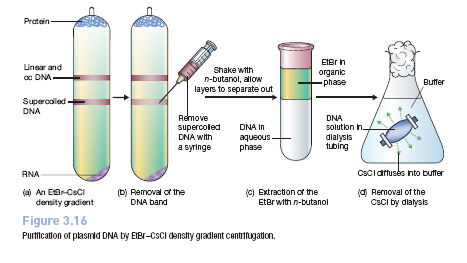 Protein
Linear and
oc DNA
Supercoiled
DNA
RNA
Remove
supercoiled
DNA with
a syringe
Shake with
n-butanol, allow
layers to separate out
EtBr in
organic
phase
DNA in
aqueous
phase
Buffer
DNA
solution in
dialysis
tubing
CsCl diffuses into buffer
(a) An EtBr–CsCl
density gradient
(b) Removal of the
DNA band
(c) Extraction of the
EtBr with n-butanol
(d) Removal of the
CsCl by dialysis
Figure 3.16
Purification of plasmid DNA by EtBr–CsCl density gradient centrifugation.